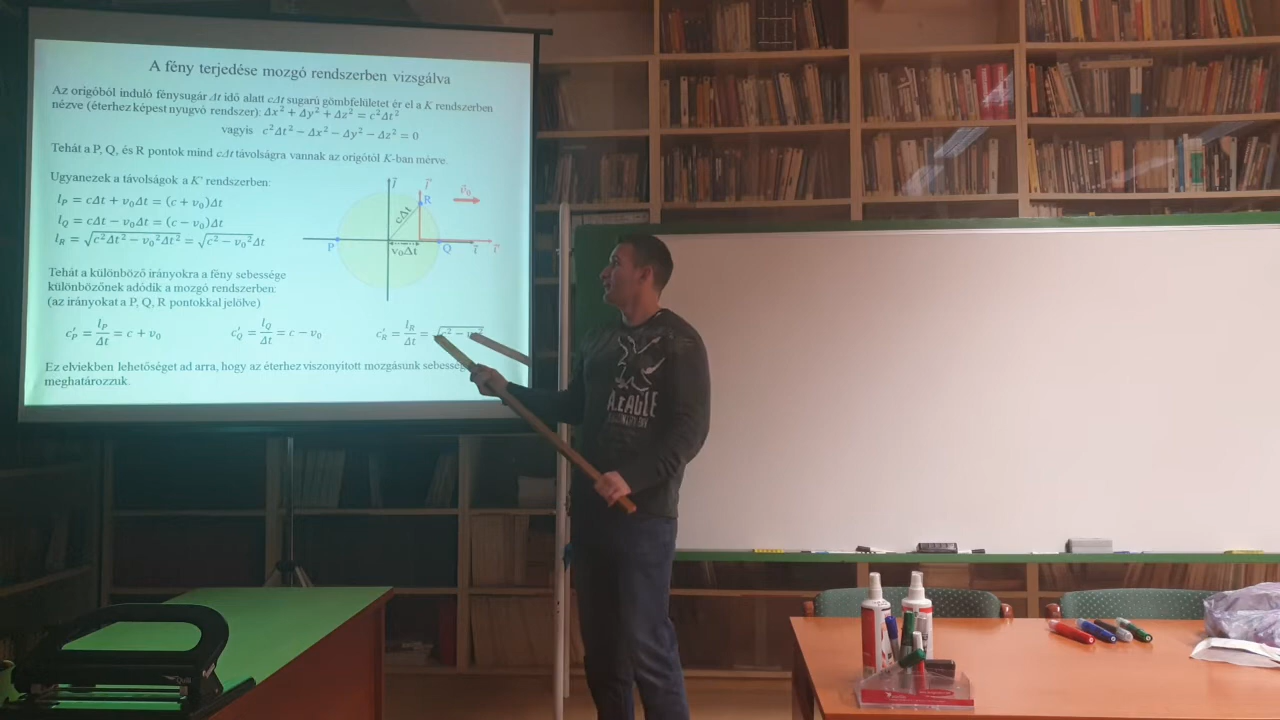 A fény terjedése mozgó rendszerben vizsgálva
Az origóból induló fénysugár Δt idő alatt cΔt sugarú gömbfelületet ér el a K rendszerben
nézve (éterhez képest nyugvó rendszer): Δx² + Δy² + Δz² = c²Δt²
vagyis c²Δt² − Δx² − Δy² − Δz² = 0
Tehát a P, Q, és R pontok mind cΔt távolságra vannak az origótól K-ban mérve.
Ugyanezek a távolságok a K' rendszerben:
l_P = cΔt + v₀Δt = (c + v₀)Δt
l_Q = cΔt − v₀Δt = (c − v₀)Δt
l_R = √(c²Δt² − v₀²Δt²) = √(c² − v₀²)Δt
R
cΔt
P
v₀Δt
Q
v₀
Tehát a különböző irányokra a fény sebessége
különbözőnek adódik a mozgó rendszerben:
(az irányokat a P, Q, R pontokkal jelölve)
c'_P = l_P/Δt = c + v₀ c'_Q = l_Q/Δt = c − v₀ c'_R = l_R/Δt =
Ez elviekben lehetőséget ad arra, hogy az éterhez viszonyított mozgásunk
meghatározzuk.
A.EAGLE